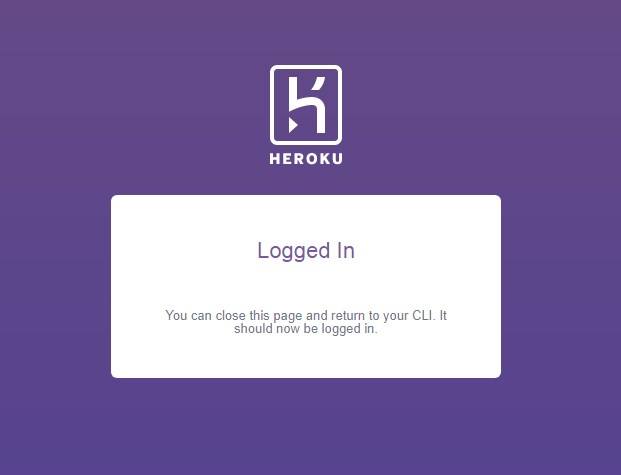 HEROKU
Logged In
You can close this page and return to your CLI. It
should now be logged in.